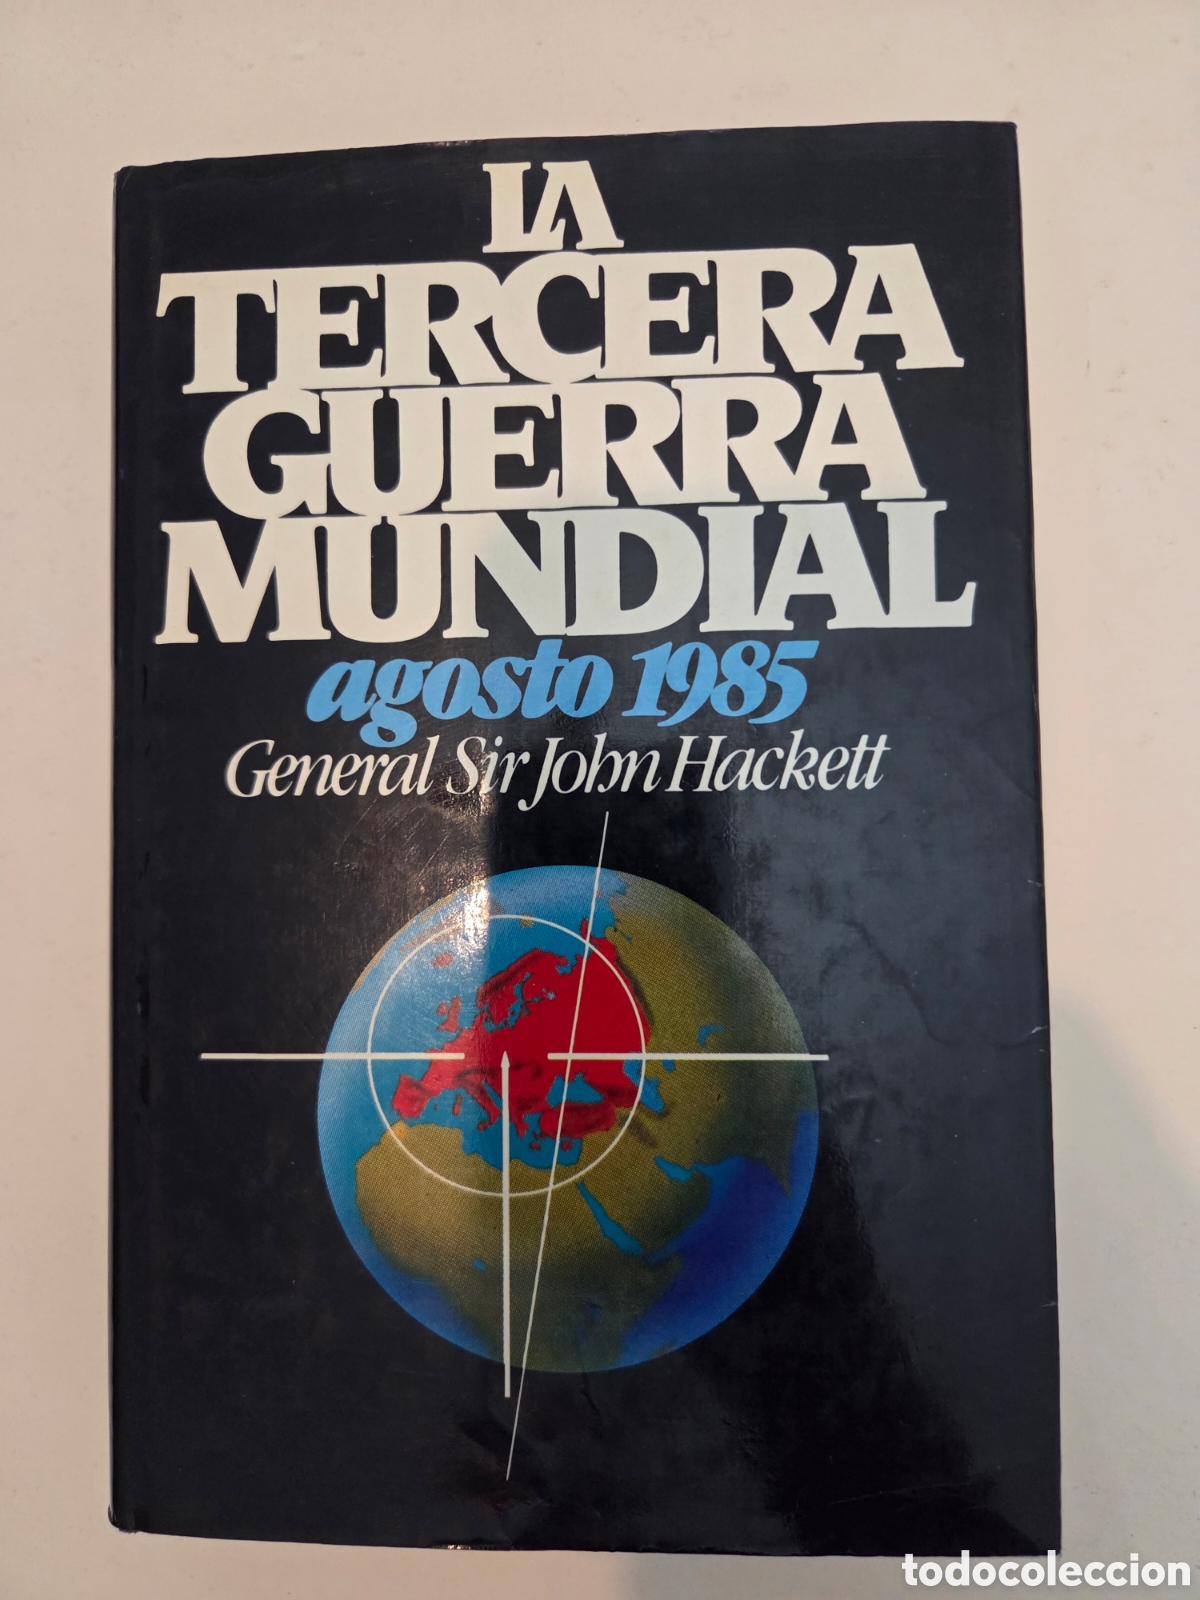 LA
TERCERA
GUERRA
MUNDIAL
agosto 1985
General Sir John Hackett
todocoleccion